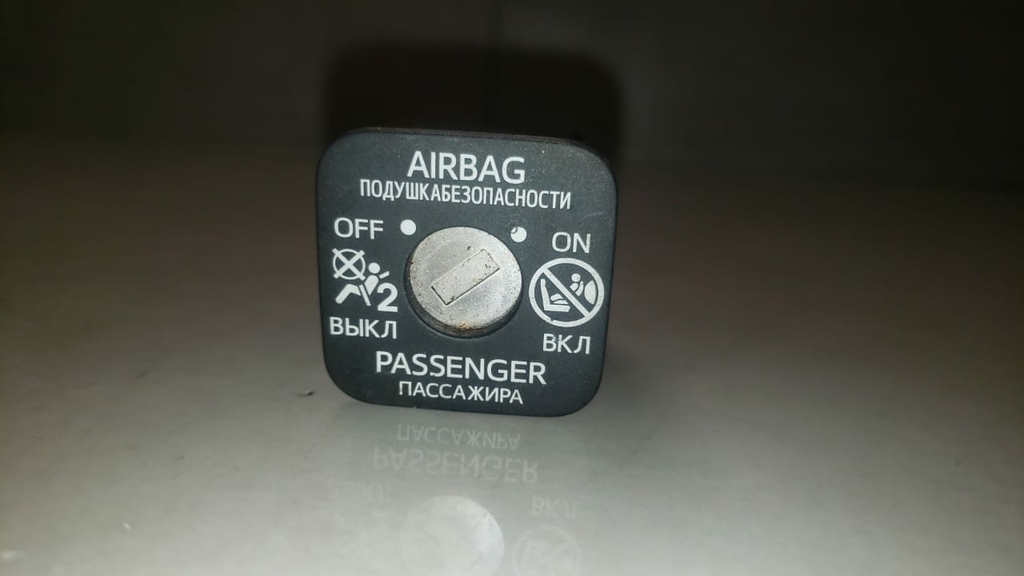 AIRBAG
ПОДУШКАБЕЗОПАСНОСТИ
OFF
ON
2
ВЫКЛ
ВКЛ
PASSENGER
ПАССАЖИРА